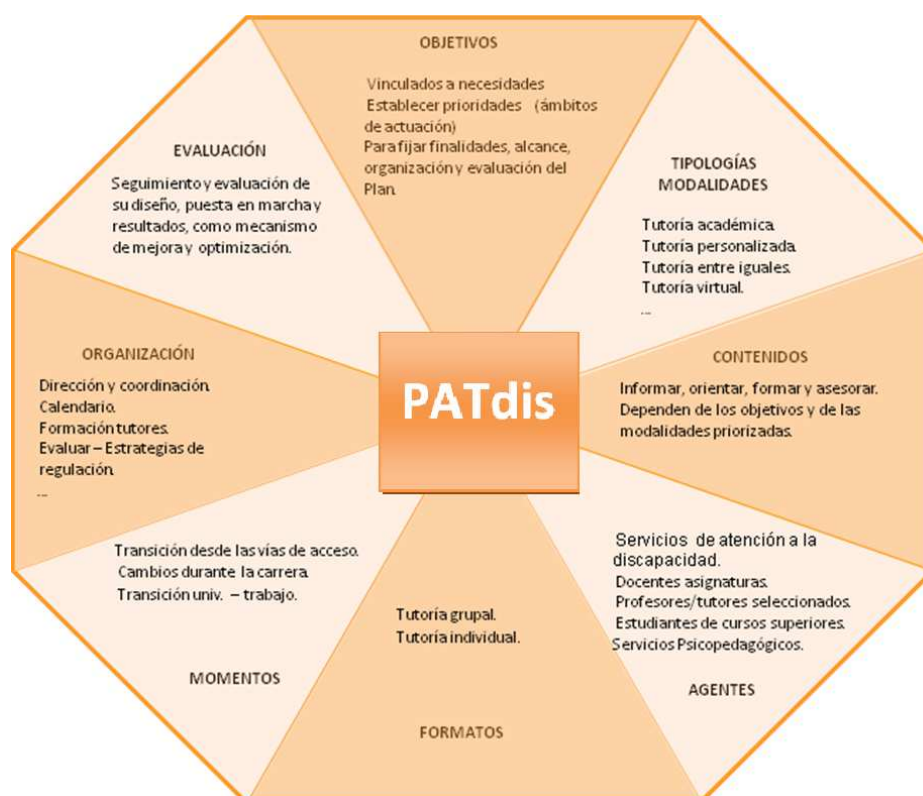 OBJETIVOS
Vinculados a necesidades
Establecer prioridades (ámbitos
de actuación)
Para fijar finalidades, alcance,
organización y evaluación del
Plan.
TIPOLOGÍAS
MODALIDADES
Tutoría académica.
Tutoría personalizada.
Tutoría entre iguales.
Tutoría virtual.
...
CONTENIDOS
Informar, orientar, formar y asesorar.
Dependen de los objetivos y de las
modalidades priorizadas.
Servicios de atención a la
discapacidad.
Docentes asignaturas.
Profesores/tutores seleccionados.
Estudiantes de cursos superiores.
Servicios Psicopedagógicos.
AGENTES
Tutoría grupal.
Tutoría individual.
FORMATOS
Transición desde las vías de acceso.
Cambios durante la carrera.
Transición univ. – trabajo.
MOMENTOS
ORGANIZACIÓN
Dirección y coordinación.
Calendario.
Formación tutores.
Evaluar – Estrategias de
regulación.
...
EVALUACIÓN
Seguimiento y evaluación de
su diseño, puesta en marcha y
resultados, como mecanismo
de mejora y optimización.
PATdis